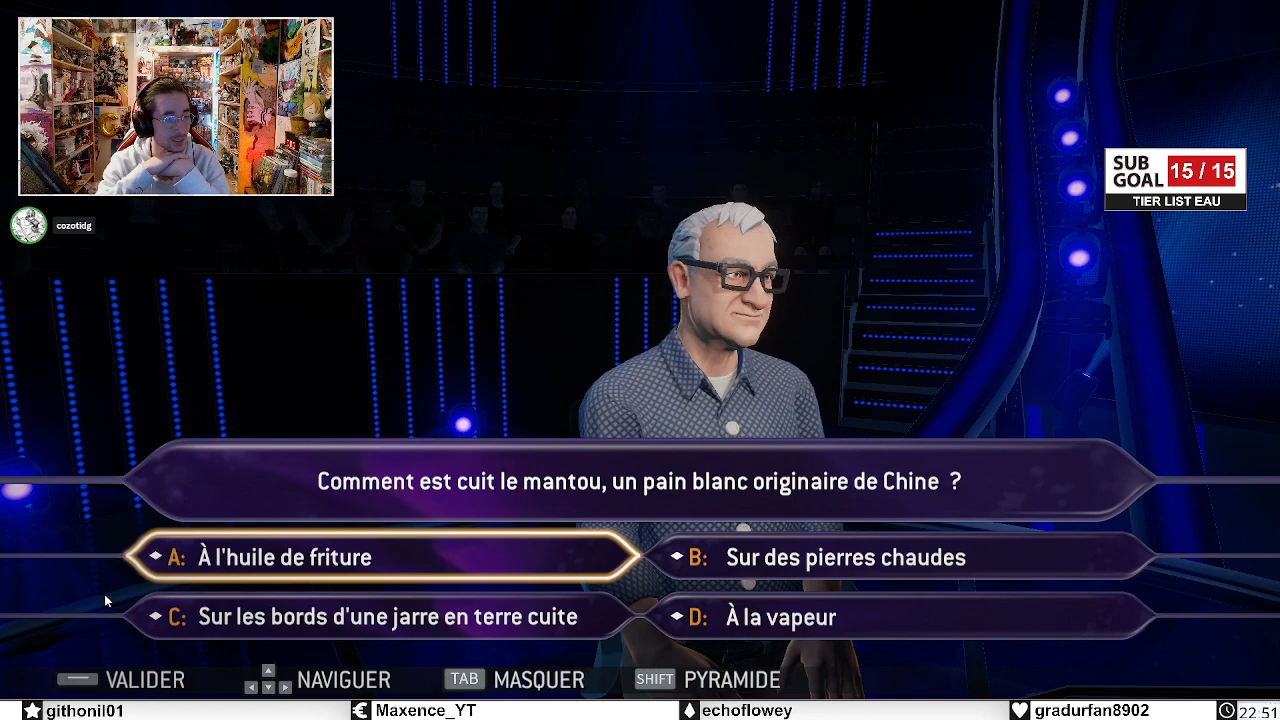 SUB
GOAL
15 / 15
TIER LIST EAU
cozotidg
Comment est cuit le mantou, un pain blanc originaire de Chine ?
A: À l'huile de friture
B: Sur des pierres chaudes
C: Sur les bords d'une jarre en terre cuite
D: À la vapeur
VALIDER
NAVIGUER
TAB MASQUER
SHIFT PYRAMIDE
githonil01
Maxence_YT
echoflowey
gradurfan8902
22:51